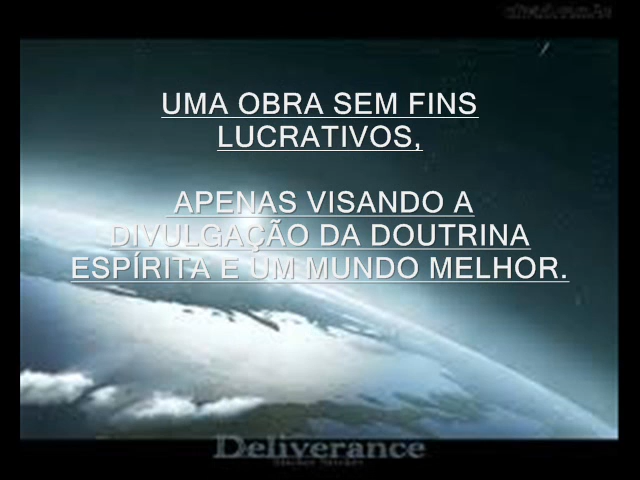 UMA OBRA SEM FINS
LUCRATIVOS,
APENAS VISANDO A
DIVULGAÇÃO DA DOUTRINA
ESPÍRITA E UM MUNDO MELHOR.
Deliverance